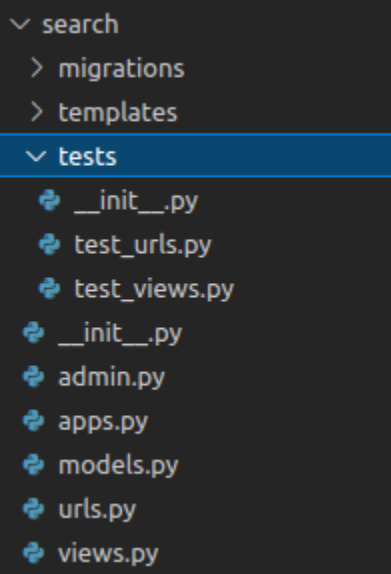 search
migrations
templates
tests
__init__.py
test_urls.py
test_views.py
__init__.py
admin.py
apps.py
models.py
urls.py
views.py